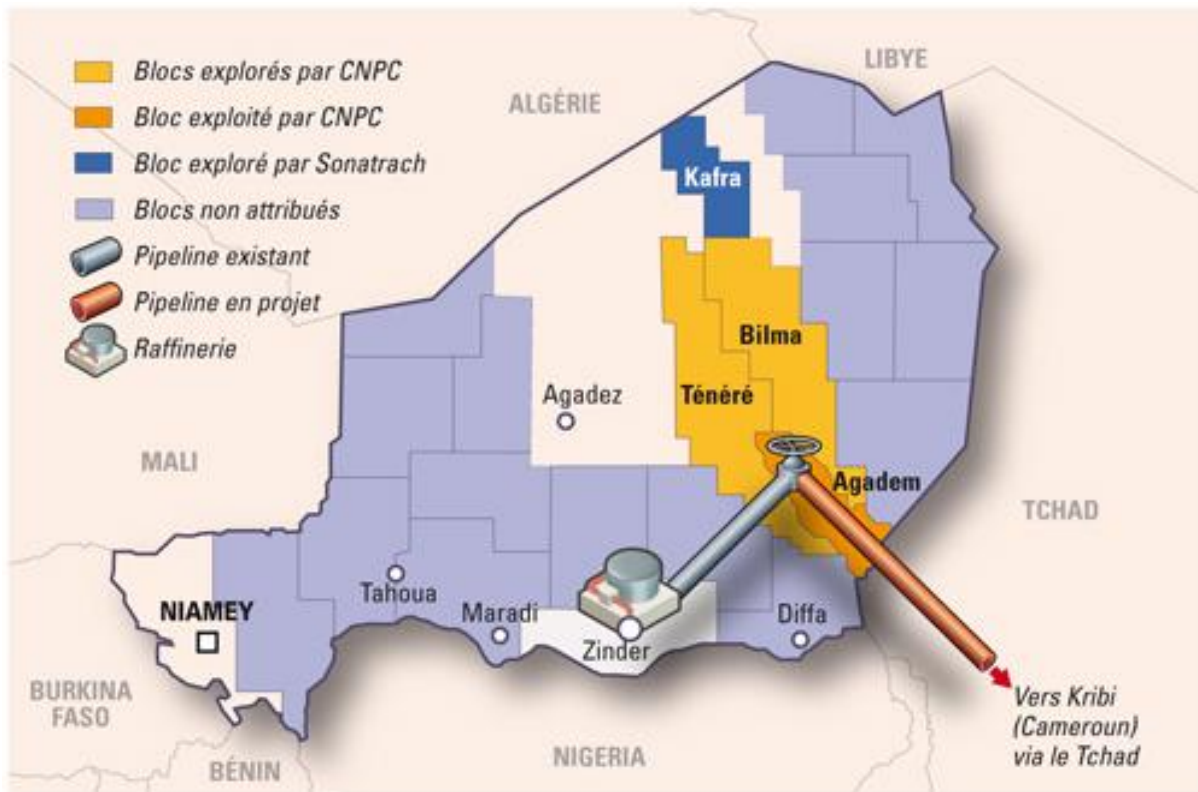 Blocs explorés par CNPC
Bloc exploité par CNPC
Bloc exploré par Sonatrach
Blocs non attribués
Pipeline existant
Pipeline en projet
Raffinerie
LIBYE
ALGÉRIE
Kafra
Bilma
Ténéré
Agadez
MALI
Agadem
TCHAD
Tahoua
NIAMEY
Maradi
Diffa
Zinder
BURKINA
FASO
Vers Kribi
(Cameroun)
via le Tchad
NIGERIA
BÉNIN